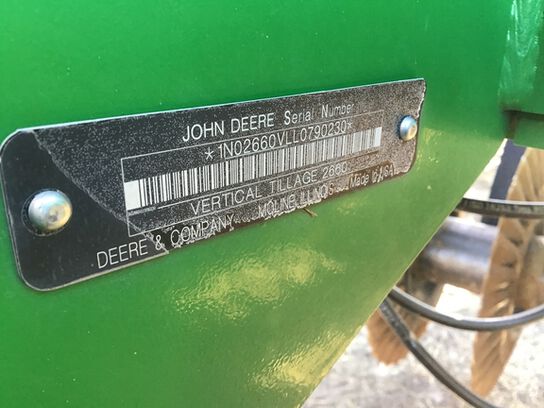 JOHN DEERE Serial Number
*1N02660VLL0790230*
VERTICAL TILLAGE 2660
DEERE & COMPANY MOLINE, ILLINOIS Made in USA